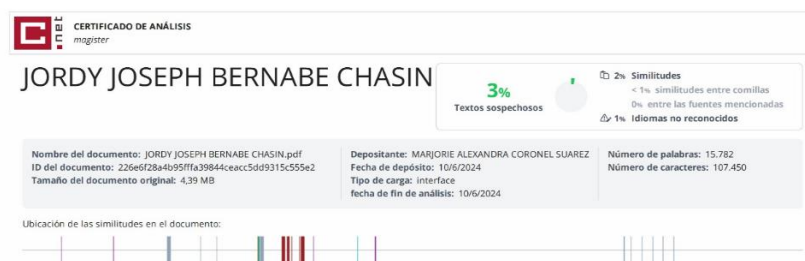 C
.net
CERTIFICADO DE ANÁLISIS
magister
JORDY JOSEPH BERNABE CHASIN
3%
Textos sospechosos
2% Similitudes
< 1% similitudes entre comillas
0% entre las fuentes mencionadas
1% Idiomas no reconocidos
Nombre del documento: JORDY JOSEPH BERNABE CHASIN.pdf
ID del documento: 226e6f28a4b95fffa39844ceacc5dd9315c555e2
Tamaño del documento original: 4,39 MB
Depositante: MARJORIE ALEXANDRA CORONEL SUAREZ
Fecha de depósito: 10/6/2024
Tipo de carga: interface
fecha de fin de análisis: 10/6/2024
Número de palabras: 15.782
Número de caracteres: 107.450
Ubicación de las similitudes en el documento: